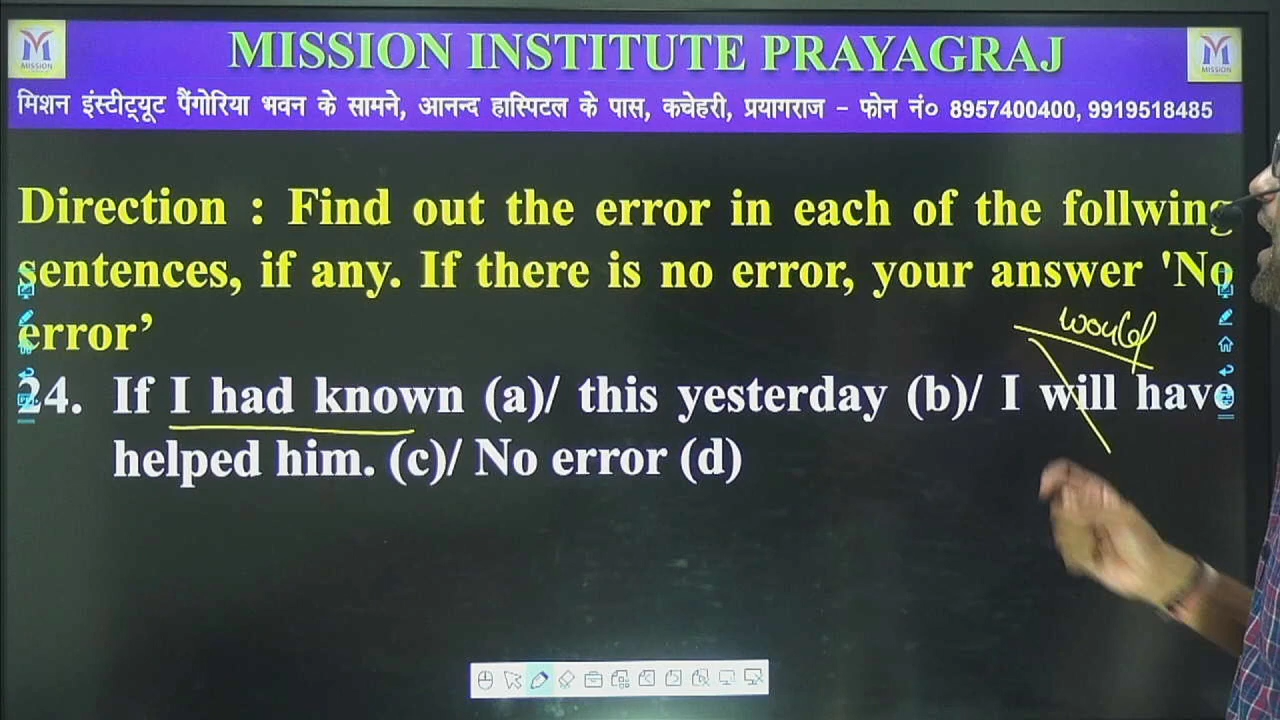 MISSION INSTITUTE PRAYAGRAJ
MISSION
MISSION
मिशन इंस्टीट्यूट पैंगोरिया भवन के सामने, आनन्द हास्पिटल के पास, कचेहरी, प्रयागराज – फोन नं० 8957400400, 9919518485
Direction : Find out the error in each of the follwing
sentences, if any. If there is no error, your answer 'No
error’
would
24. If I had known (a)/ this yesterday (b)/ I will have
helped him. (c)/ No error (d)